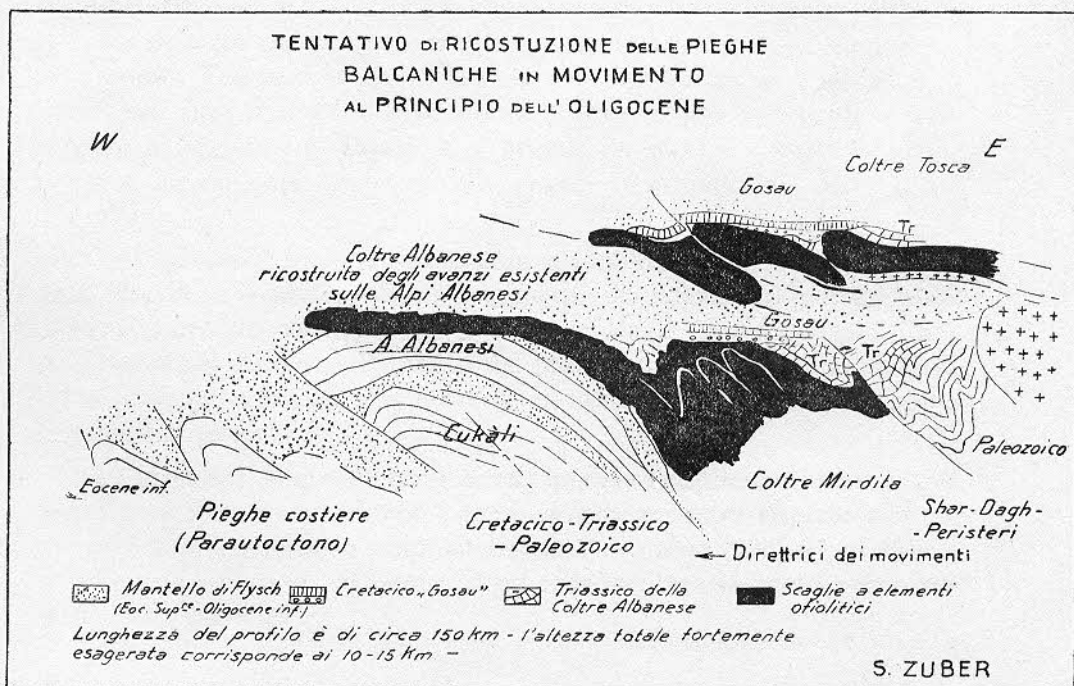 TENTATIVO DI RICOSTUZIONE DELLE PIEGHE
BALCANICHE IN MOVIMENTO
AL PRINCIPIO DELL'OLIGOCENE
W
E
Coltre Tosca
Gosau
Tr
Coltre Albanese
ricostruita degli avanzi esistenti
sulle Alpi Albanesi
Gosau
A. Albanesi
Tr
Tr
Cukàli
Paleozoico
Eocene inf.
Coltre Mirdita
Pieghe costiere
(Parautoctono)
Cretacico-Triassico
-Paleozoico
Shar-Dagh-
Peristeri
Direttrici dei movimenti
Mantello di Flysch
(Eoc. Sup.ce-Oligocene inf.)
Cretacico „Gosau"
Triassico della
Coltre Albanese
Scaglie a elementi
ofiolitici
Lunghezza del profilo è di circa 150 km - l'altezza totale fortemente
esagerata corrisponde ai 10-15 Km -
S. ZUBER